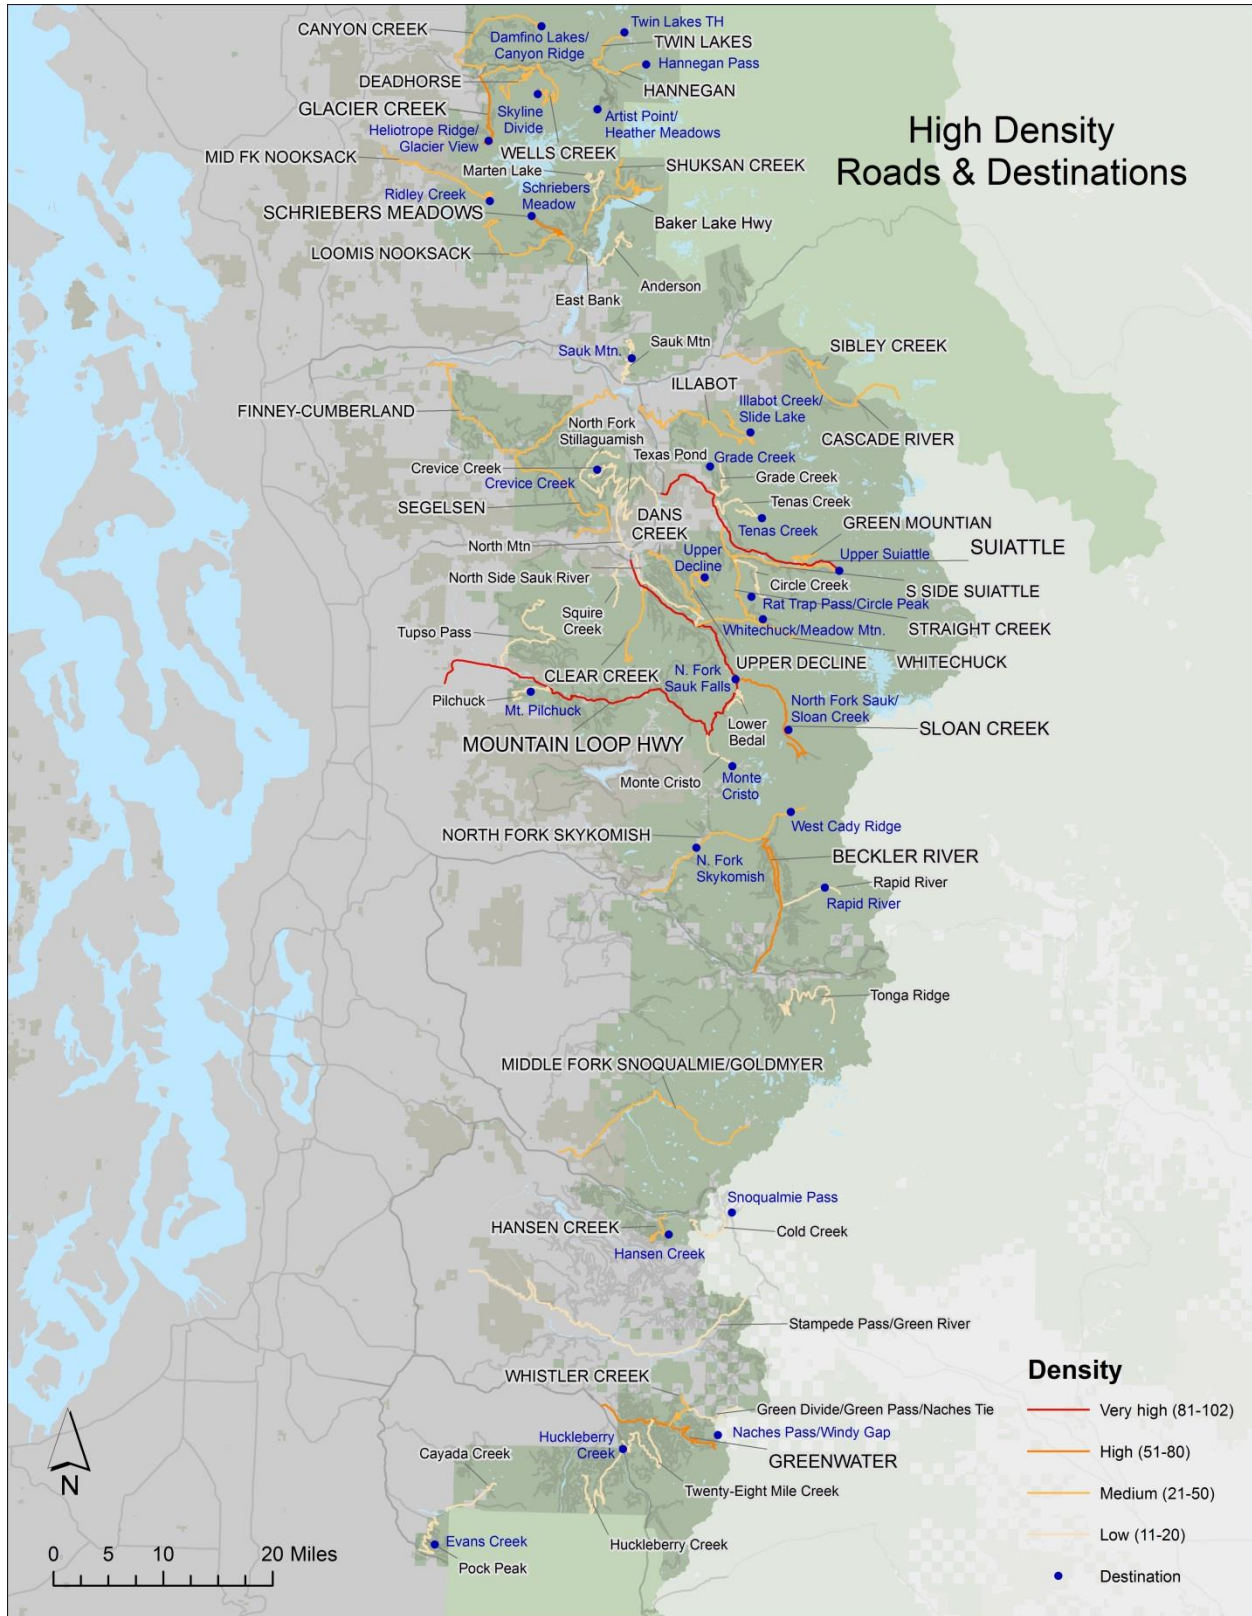 High Density
Roads & Destinations
CANYON CREEK
Damfino Lakes/
Canyon Ridge
Twin Lakes TH
TWIN LAKES
Hannegan Pass
DEADHORSE
HANNEGAN
GLACIER CREEK
Skyline
Divide
Artist Point/
Heather Meadows
Heliotrope Ridge/
Glacier View
WELLS CREEK
MID FK NOOKSACK
Marten Lake
SHUKSAN CREEK
Ridley Creek
Schriebers
Meadow
SCHRIEBERS MEADOWS
Baker Lake Hwy
LOOMIS NOOKSACK
Anderson
East Bank
Sauk Mtn.
Sauk Mtn
SIBLEY CREEK
ILLABOT
Illabot Creek/
Slide Lake
FINNEY-CUMBERLAND
North Fork
Stillaguamish
CASCADE RIVER
Texas Pond
Grade Creek
Crevice Creek
Crevice Creek
Grade Creek
Tenas Creek
SEGELSEN
DANS
CREEK
Tenas Creek
GREEN MOUNTIAN
North Mtn
Upper
Decline
Upper Suiattle
SUIATTLE
North Side Sauk River
Circle Creek
S SIDE SUIATTLE
Squire
Creek
Rat Trap Pass/Circle Peak
STRAIGHT CREEK
Tupso Pass
Whitechuck/Meadow Mtn.
WHITECHUCK
CLEAR CREEK
N. Fork
Sauk Falls
UPPER DECLINE
Pilchuck
Mt. Pilchuck
North Fork Sauk/
Sloan Creek
SLOAN CREEK
MOUNTAIN LOOP HWY
Lower
Bedal
Monte Cristo
Monte
Cristo
NORTH FORK SKYKOMISH
West Cady Ridge
N. Fork
Skykomish
BECKLER RIVER
Rapid River
Rapid River
Tonga Ridge
MIDDLE FORK SNOQUALMIE/GOLDMYER
Snoqualmie Pass
HANSEN CREEK
Cold Creek
Hansen Creek
Stampede Pass/Green River
WHISTLER CREEK
Green Divide/Green Pass/Naches Tie
Huckleberry
Creek
Naches Pass/Windy Gap
GREENWATER
Cayada Creek
Twenty-Eight Mile Creek
Evans Creek
Huckleberry Creek
Pock Peak
N
0 5 10 20 Miles
Density
Very high (81-102)
High (51-80)
Medium (21-50)
Low (11-20)
Destination